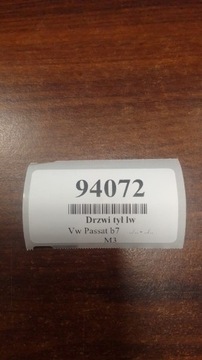 94072
Drzwi tył lw
Vw Passat b7
M3